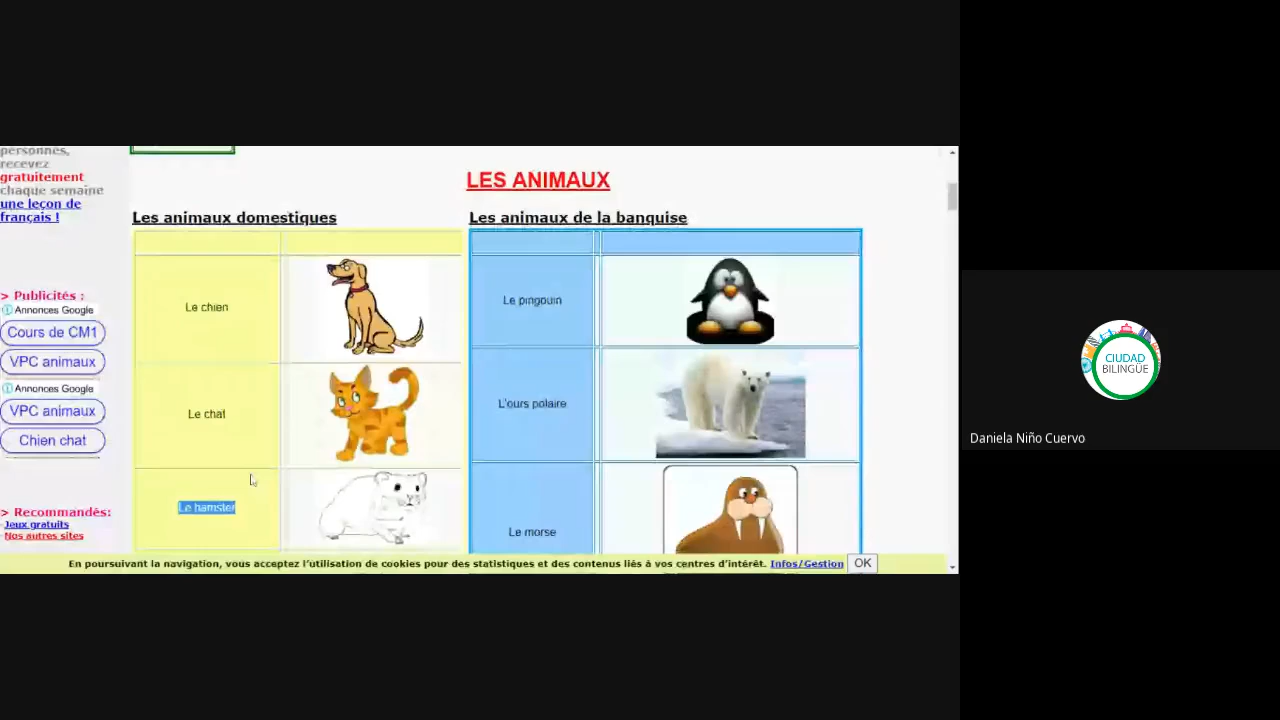 personnes,
recevez
gratuitement
chaque semaine
une leçon de
français !
> Publicités :
Annonces Google
Cours de CM1
VPC animaux
Annonces Google
VPC animaux
Chien chat
> Recommandés:
Jeux gratuits
Nos autres sites
LES ANIMAUX
Les animaux domestiques
Le chien
Le chat
Le hamster
Les animaux de la banquise
Le pingouin
L'ours polaire
Le morse
En poursuivant la navigation, vous acceptez l'utilisation de cookies pour des statistiques et des contenus liés à vos centres d'intérêt. Infos/Gestion OK
CIUDAD
BILINGÜE
Daniela Niño Cuervo